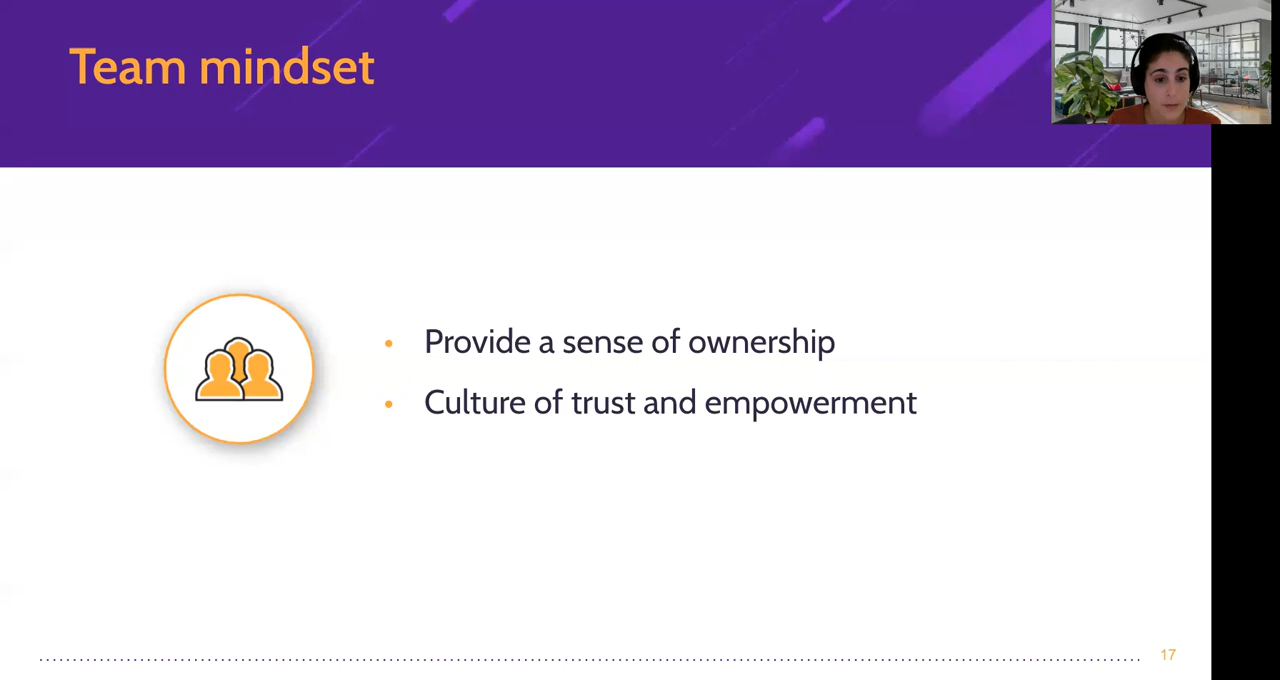 Team mindset
• Provide a sense of ownership
• Culture of trust and empowerment
17